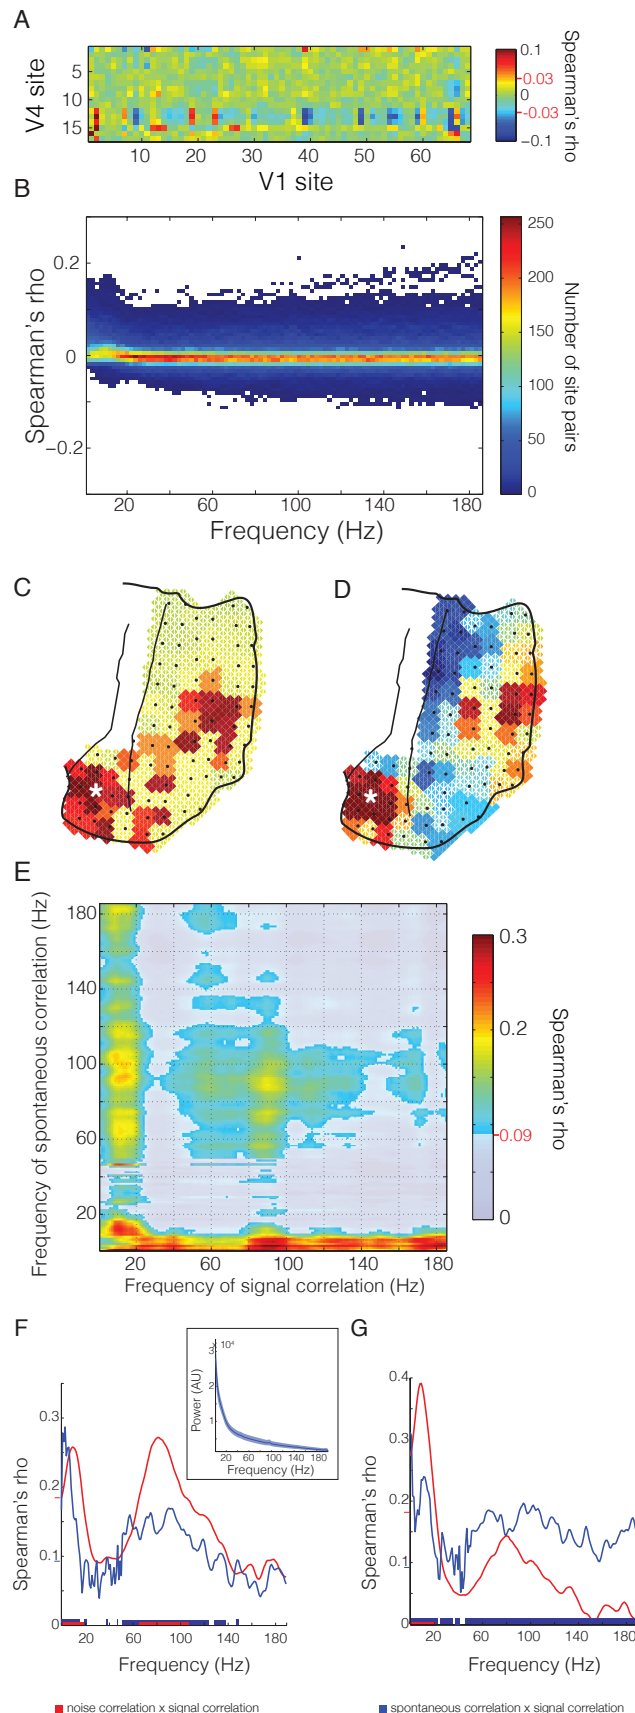 A
V4 site
5
10
15
10 20 30 40 50 60
V1 site
0.1
0.03
0
-0.03
-0.1
Spearman's rho
B
Spearman's rho
0.2
0
−0.2
20 60 100 140 180
Frequency (Hz)
250
200
150
100
50
0
Number of site pairs
C
D
*
*
E
Frequency of spontaneous correlation (Hz)
180
140
100
60
20
20 60 100 140 180
Frequency of signal correlation (Hz)
0.3
0.2
0.09
0
Spearman's rho
F
Spearman's rho
0.3
0.2
0.1
0
20 60 100 140 180
Frequency (Hz)
x 10⁴
3
2
1
Power (AU)
20 60 100 140 180
Frequency (Hz)
G
Spearman's rho
0.4
0.3
0.2
0.1
0
20 60 100 140 180
Frequency (Hz)
noise correlation x signal correlation
spontaneous correlation x signal correlation